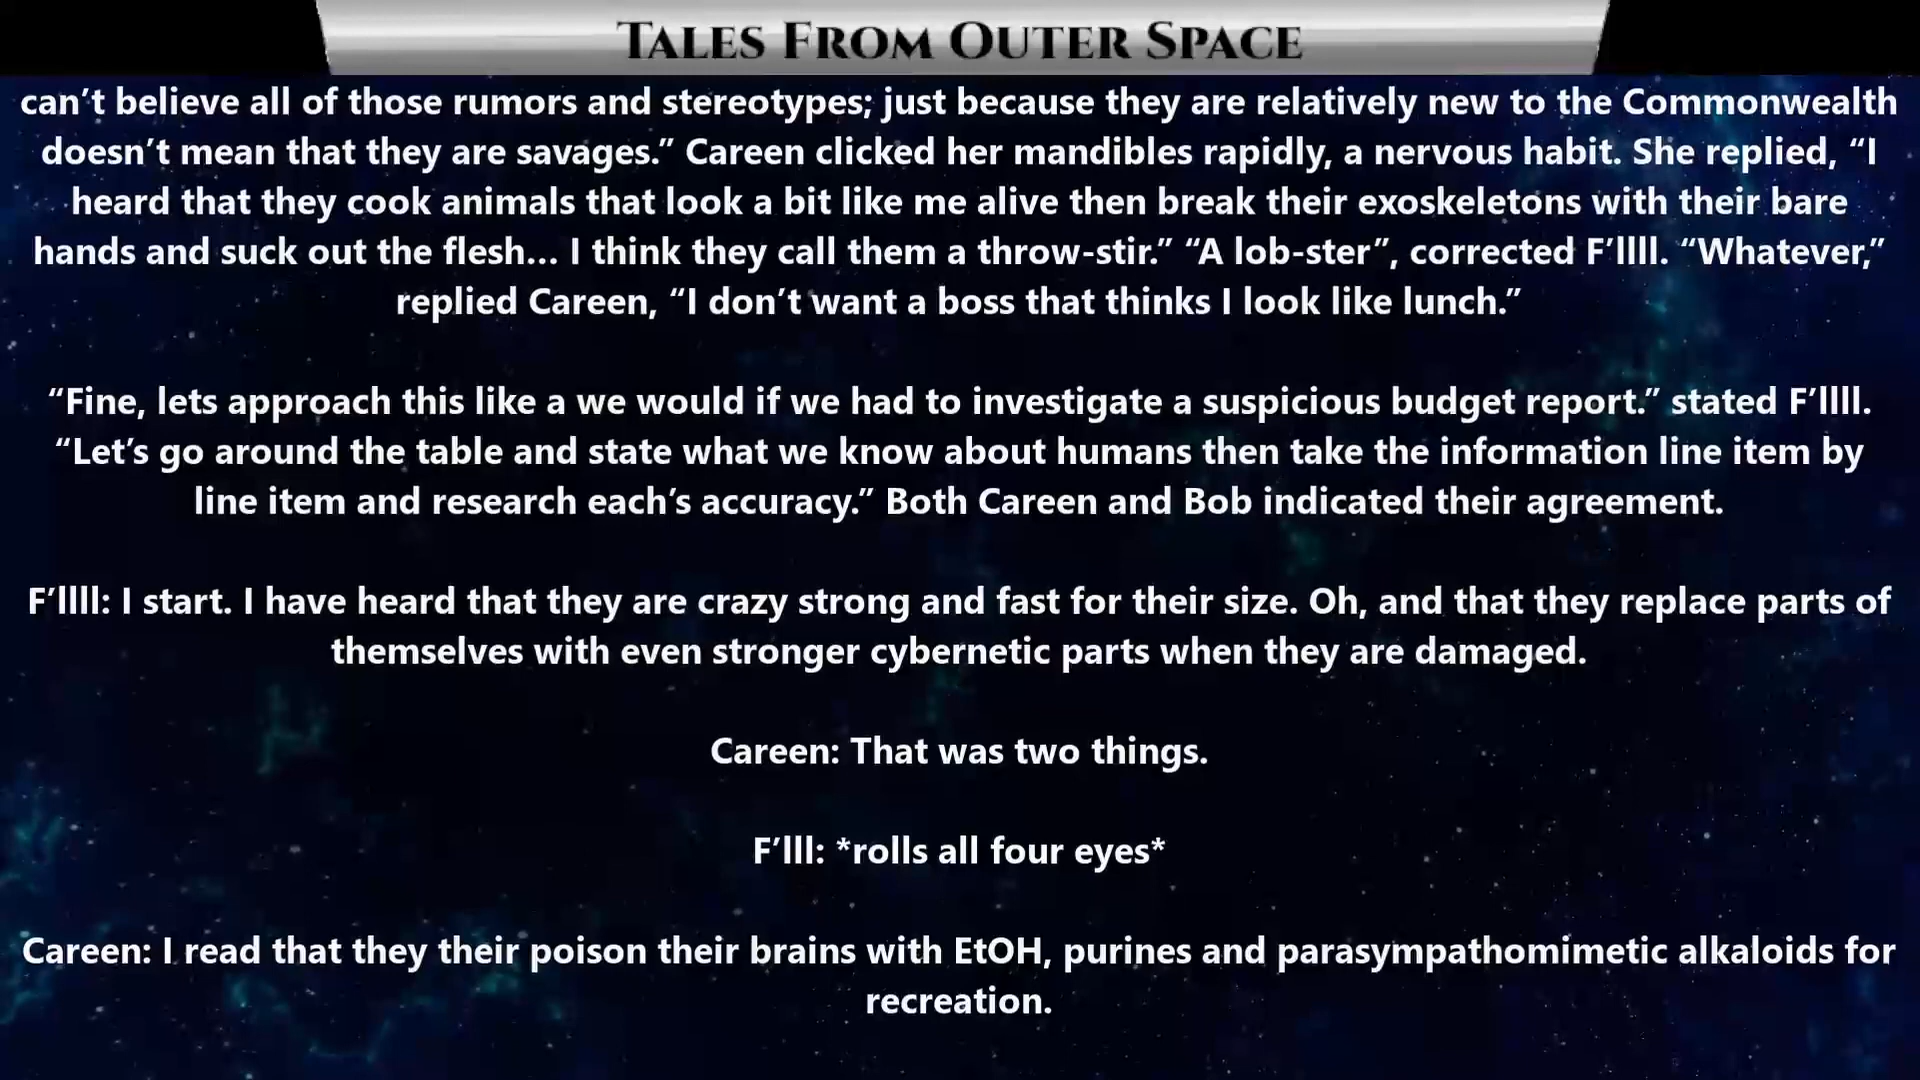 Tales From Outer Space
can’t believe all of those rumors and stereotypes; just because they are relatively new to the Commonwealth
doesn’t mean that they are savages.” Careen clicked her mandibles rapidly, a nervous habit. She replied, “I
heard that they cook animals that look a bit like me alive then break their exoskeletons with their bare
hands and suck out the flesh… I think they call them a throw-stir.” “A lob-ster”, corrected F’llll. “Whatever,”
replied Careen, “I don’t want a boss that thinks I look like lunch.”
“Fine, lets approach this like a we would if we had to investigate a suspicious budget report.” stated F’llll.
“Let’s go around the table and state what we know about humans then take the information line item by
line item and research each’s accuracy.” Both Careen and Bob indicated their agreement.
F’llll: I start. I have heard that they are crazy strong and fast for their size. Oh, and that they replace parts of
themselves with even stronger cybernetic parts when they are damaged.
Careen: That was two things.
F’lll: *rolls all four eyes*
Careen: I read that they their poison their brains with EtOH, purines and parasympathomimetic alkaloids for
recreation.